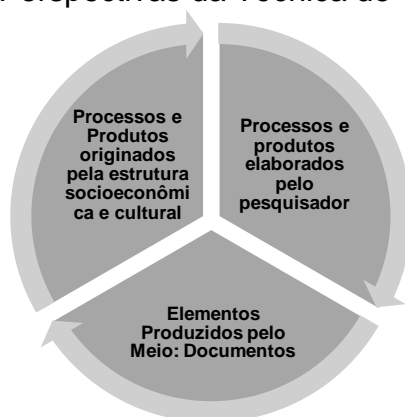 Perspectivas da Técnica de
Processos e
Produtos
originados
pela estrutura
socioeconômi
ca e cultural
Processos e
produtos
elaborados
pelo
pesquisador
Elementos
Produzidos pelo
Meio: Documentos